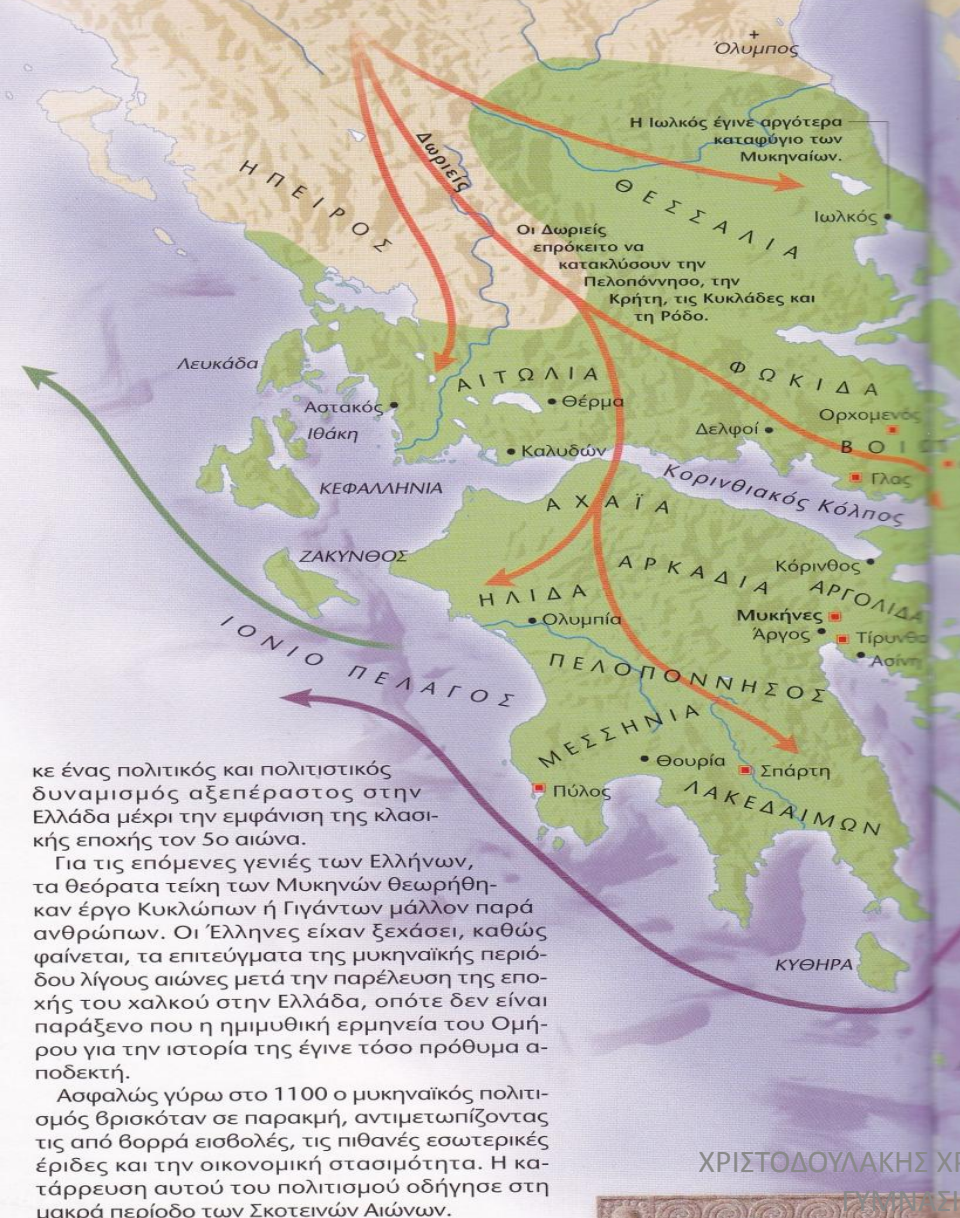 Όλυμπος
Η Ιωλκός έγινε αργότερα
καταφύγιο των
Μυκηναίων.
Δωριείς
ΗΠΕΙΡΟΣ
ΘΕΣΣΑΛΙΑ
Ιωλκός
Οι Δωριείς
επρόκειτο να
κατακλύσουν την
Πελοπόννησο, την
Κρήτη, τις Κυκλάδες και
τη Ρόδο.
Λευκάδα
ΑΙΤΩΛΙΑ
ΦΩΚΙΔΑ
Αστακός
Θέρμα
Ορχομενός
Ιθάκη
Δελφοί
ΒΟΙ
Καλυδών
Γλας
ΚΕΦΑΛΛΗΝΙΑ
Κορινθιακός Κόλπος
ΑΧΑΪΑ
ΖΑΚΥΝΘΟΣ
ΑΡΚΑΔΙΑ
Κόρινθος
ΑΡΓΟΛΙΔΑ
ΗΛΙΔΑ
Ολυμπία
Μυκήνες
Άργος
Τίρυνθα
Ασίνη
ΙΟΝΙΟ ΠΕΛΑΓΟΣ
ΠΕΛΟΠΟΝΝΗΣΟΣ
ΜΕΣΣΗΝΙΑ
Θουρία
Σπάρτη
Πύλος
ΛΑΚΕΔΑΙΜΩΝ
ΚΥΘΗΡΑ
κε ένας πολιτικός και πολιτιστικός
δυναμισμός αξεπέραστος στην
Ελλάδα μέχρι την εμφάνιση της κλασι-
κής εποχής τον 5ο αιώνα.
Για τις επόμενες γενιές των Ελλήνων,
τα θεόρατα τείχη των Μυκηνών θεωρήθη-
καν έργο Κυκλώπων ή Γιγάντων μάλλον παρά
ανθρώπων. Οι Έλληνες είχαν ξεχάσει, καθώς
φαίνεται, τα επιτεύγματα της μυκηναϊκής περιό-
δου λίγους αιώνες μετά την παρέλευση της επο-
χής του χαλκού στην Ελλάδα, οπότε δεν είναι
παράξενο που η ημιμυθική ερμηνεία του Ομή-
ρου για την ιστορία της έγινε τόσο πρόθυμα α-
ποδεκτή.
Ασφαλώς γύρω στο 1100 ο μυκηναϊκός πολιτι-
σμός βρισκόταν σε παρακμή, αντιμετωπίζοντας
τις από βορρά εισβολές, τις πιθανές εσωτερικές
έριδες και την οικονομική στασιμότητα. Η κα-
τάρρευση αυτού του πολιτισμού οδήγησε στη
μακρά περίοδο των Σκοτεινών Αιώνων.
ΧΡΙΣΤΟΔΟΥΛΑΚΗΣ ΧΡ
ΓΥΜΝΑΣΙ